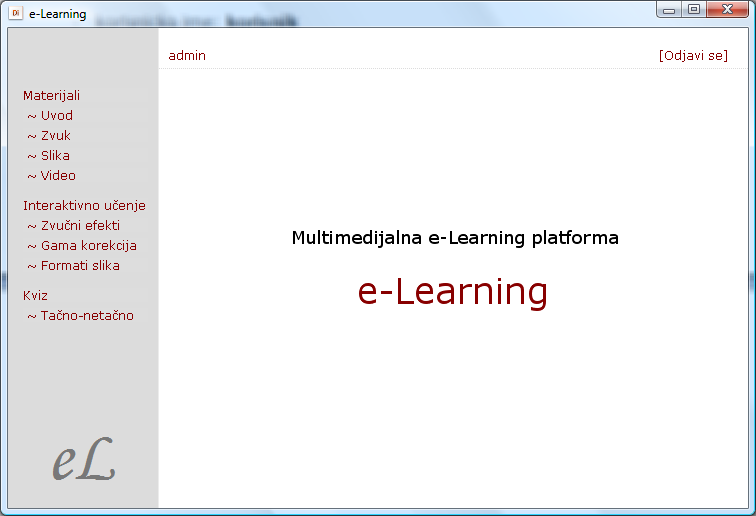 e-Learning
admin
[Odjavi se]
Materijali
~ Uvod
~ Zvuk
~ Slika
~ Video
Interaktivno učenje
~ Zvučni efekti
~ Gama korekcija
~ Formati slika
Kviz
~ Tačno-netačno
Multimedijalna e-Learning platforma
e-Learning
eL